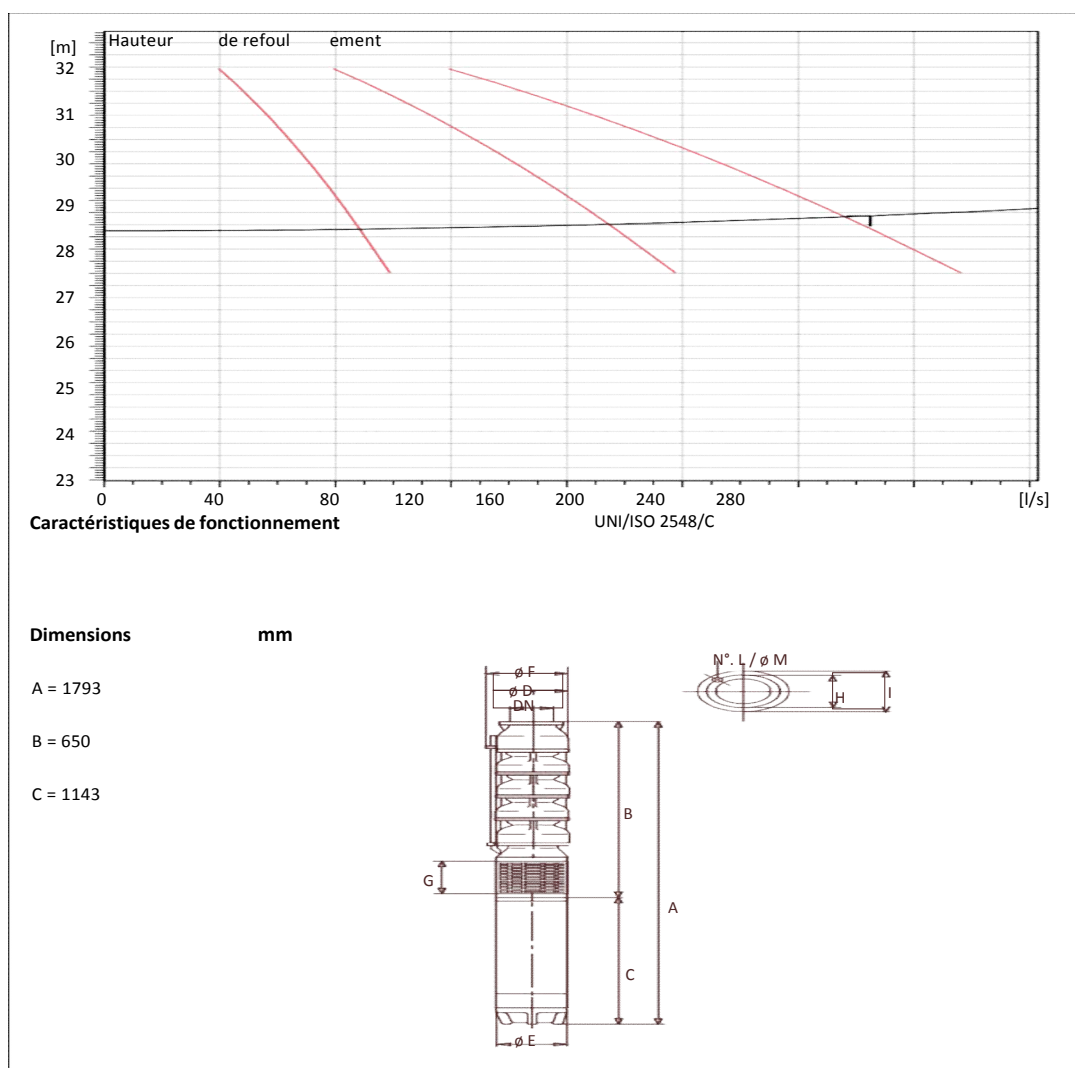 Hauteur de refoul ement
[m]
32
31
30
29
28
27
26
25
24
23
0 40 80 120 160 200 240 280 [l/s]
Caractéristiques de fonctionnement UNI/ISO 2548/C
Dimensions mm
A = 1793
B = 650
C = 1143
N°. L / ø M
ø F
ø D
DN
H
I
B
G
A
C
ø E